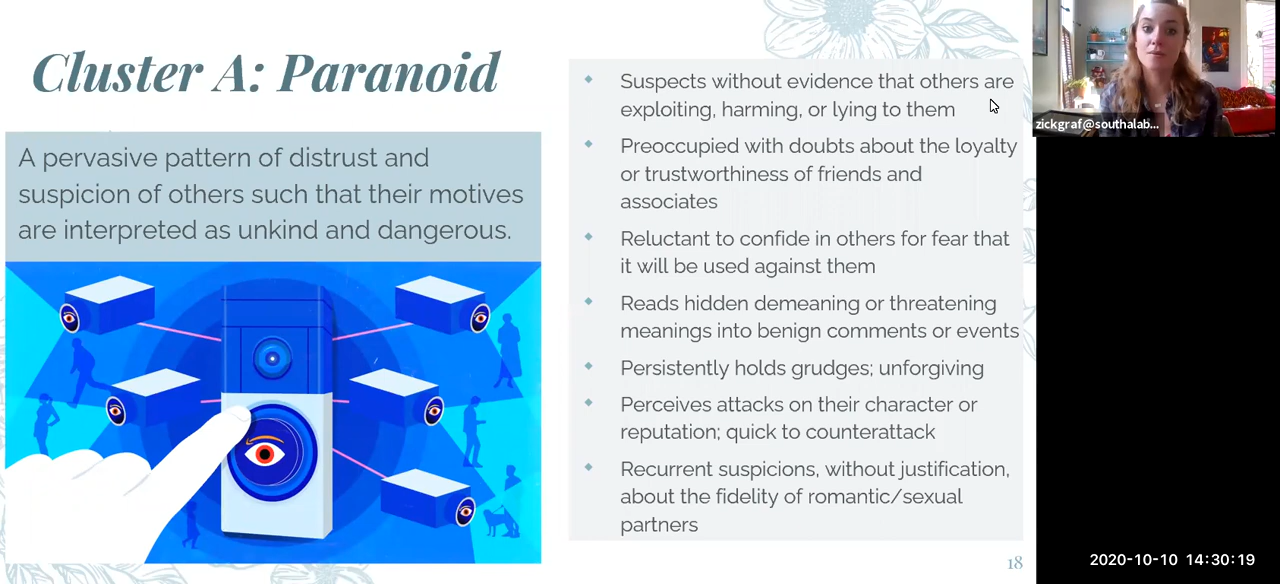 Cluster A: Paranoid
A pervasive pattern of distrust and
suspicion of others such that their motives
are interpreted as unkind and dangerous.
Suspects without evidence that others are
exploiting, harming, or lying to them
Preoccupied with doubts about the loyalty
or trustworthiness of friends and
associates
Reluctant to confide in others for fear that
it will be used against them
Reads hidden demeaning or threatening
meanings into benign comments or events
Persistently holds grudges; unforgiving
Perceives attacks on their character or
reputation; quick to counterattack
Recurrent suspicions, without justification,
about the fidelity of romantic/sexual
partners
18
zickgraf@southalab...
2020-10-10 14:30:19